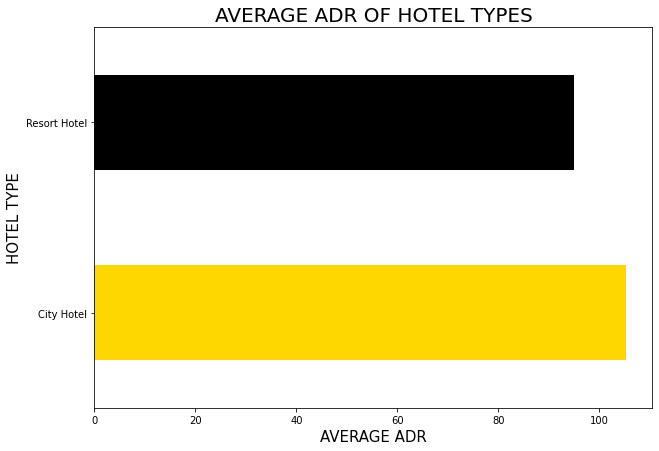 AVERAGE ADR OF HOTEL TYPES
Resort Hotel
HOTEL TYPE
City Hotel
0 20 40 60 80 100
AVERAGE ADR